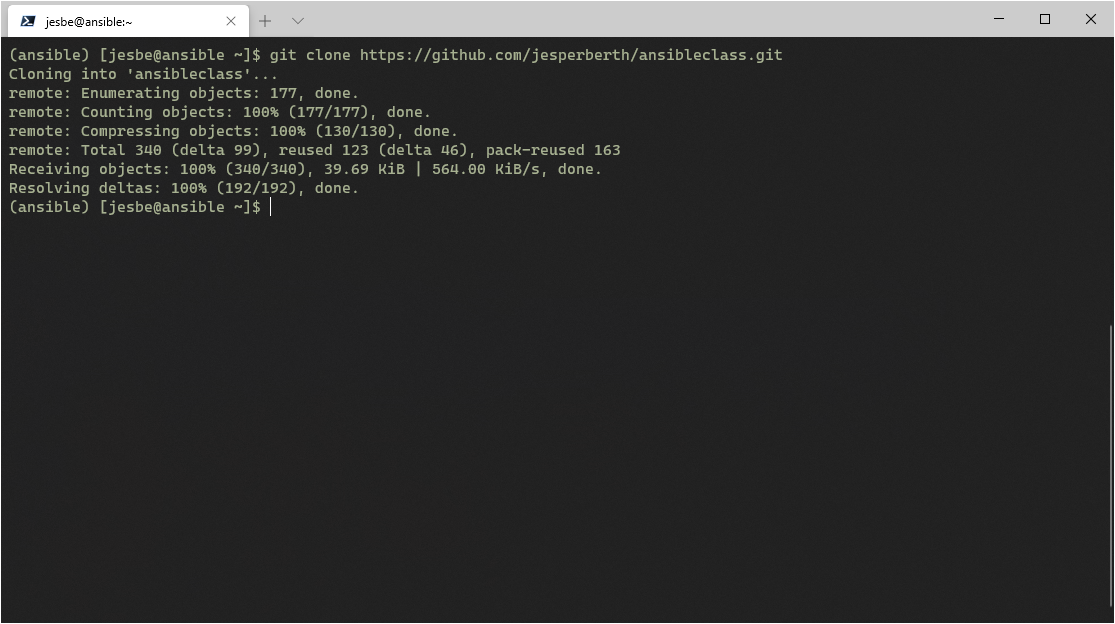 jesbe@ansible:~
(ansible) [jesbe@ansible ~]$ git clone https://github.com/jesperberth/ansibleclass.git
Cloning into 'ansibleclass'...
remote: Enumerating objects: 177, done.
remote: Counting objects: 100% (177/177), done.
remote: Compressing objects: 100% (130/130), done.
remote: Total 340 (delta 99), reused 123 (delta 46), pack-reused 163
Receiving objects: 100% (340/340), 39.69 KiB | 564.00 KiB/s, done.
Resolving deltas: 100% (192/192), done.
(ansible) [jesbe@ansible ~]$